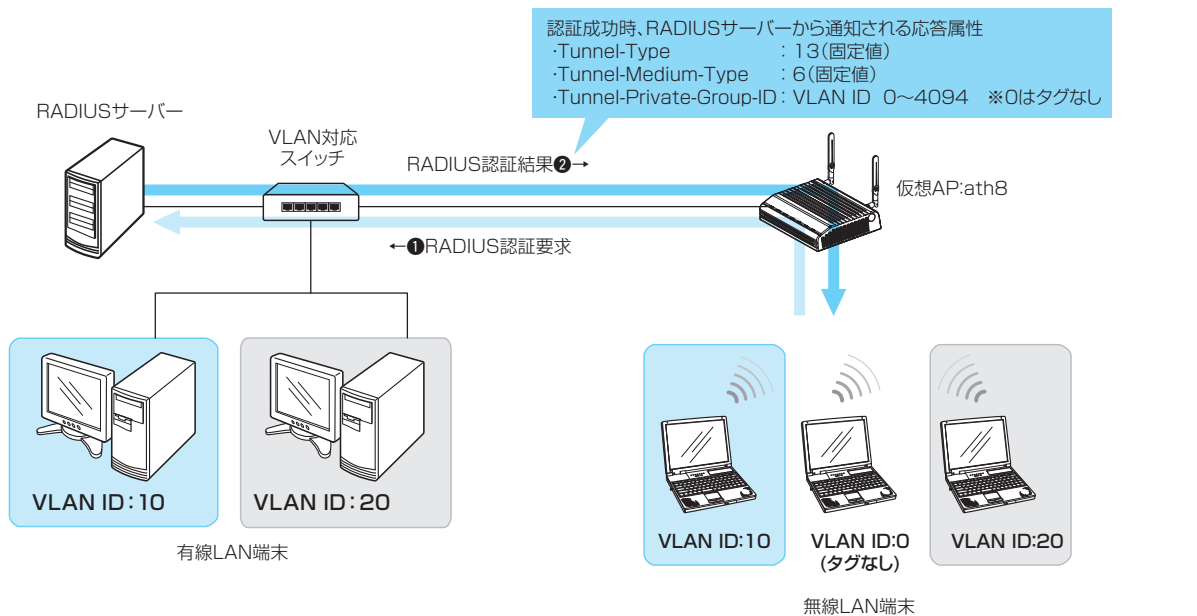 認証成功時、RADIUSサーバーから通知される応答属性
・Tunnel-Type : 13(固定値)
・Tunnel-Medium-Type : 6(固定値)
・Tunnel-Private-Group-ID : VLAN ID 0～4094 ※0はタグなし
RADIUSサーバー
VLAN対応
スイッチ
RADIUS認証結果❷→
仮想AP:ath8
←❶RADIUS認証要求
VLAN ID:10
VLAN ID:20
有線LAN端末
VLAN ID:10
VLAN ID:0
(タグなし)
VLAN ID:20
無線LAN端末